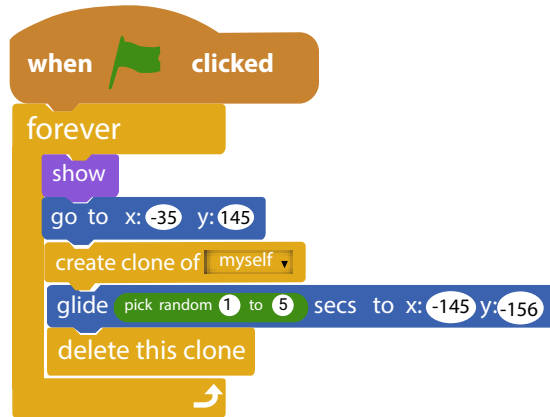 when clicked
forever
show
go to x: -35 y: 145
create clone of myself
glide pick random 1 to 5 secs to x: -145 y: -156
delete this clone